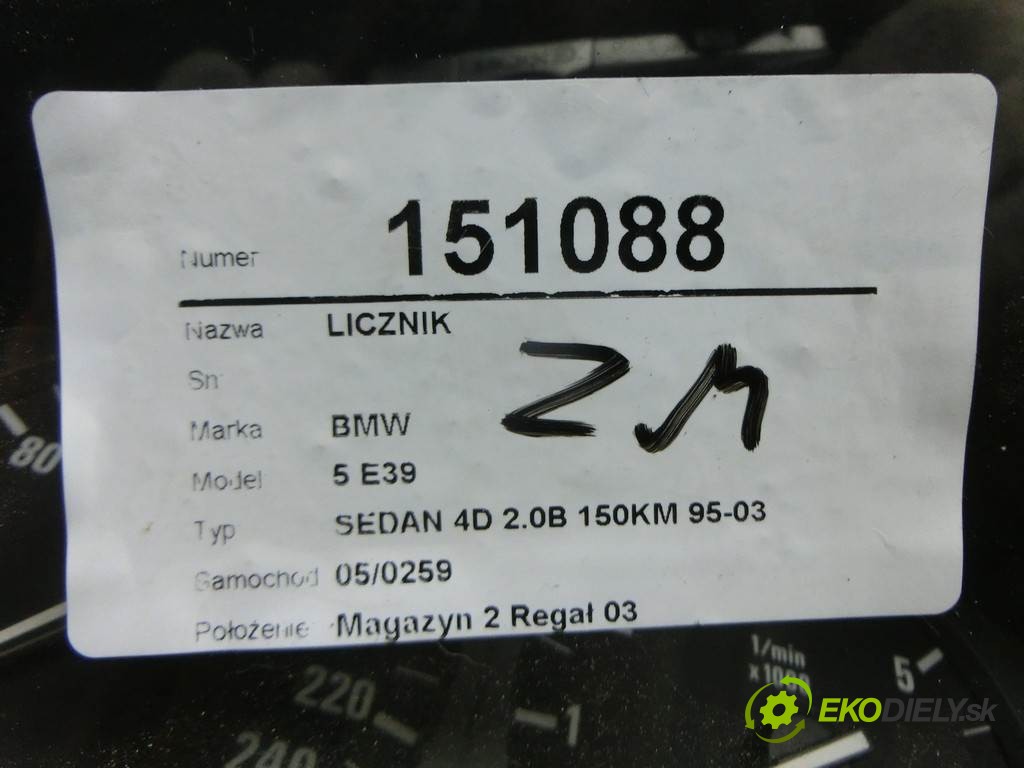 Numer 151088
Nazwa LICZNIK
Sn
Marka BMW
Model 5 E39
Typ SEDAN 4D 2.0B 150KM 95-03
Samochod 05/0259
Położenie Magazyn 2 Regał 03
80
220
240
1
1/min
x1000
5
EKODIELY.sk